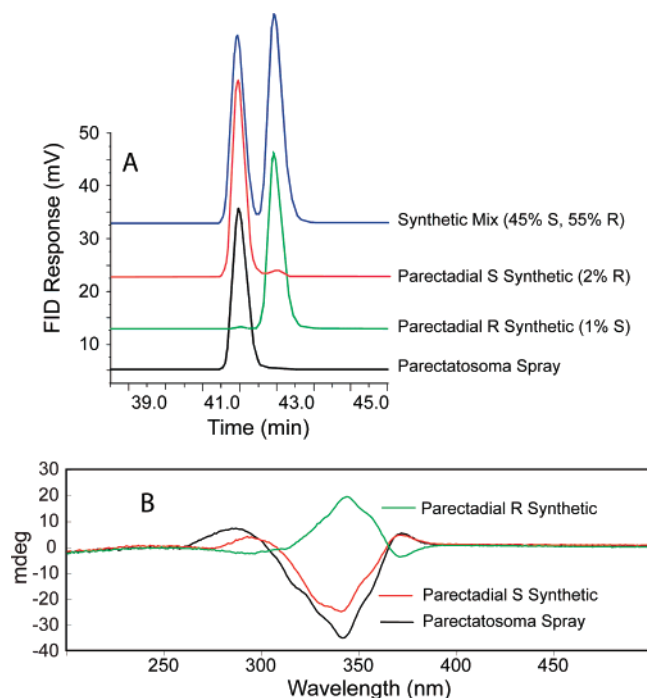 A
FID Response (mV)
50
40
30
20
10
Synthetic Mix (45% S, 55% R)
Parectadial S Synthetic (2% R)
Parectadial R Synthetic (1% S)
Parectatosoma Spray
39.0 41.0 43.0 45.0
Time (min)
B
mdeg
30
20
10
0
-10
-20
-30
-40
Parectadial R Synthetic
Parectadial S Synthetic
Parectatosoma Spray
250 300 350 400 450
Wavelength (nm)